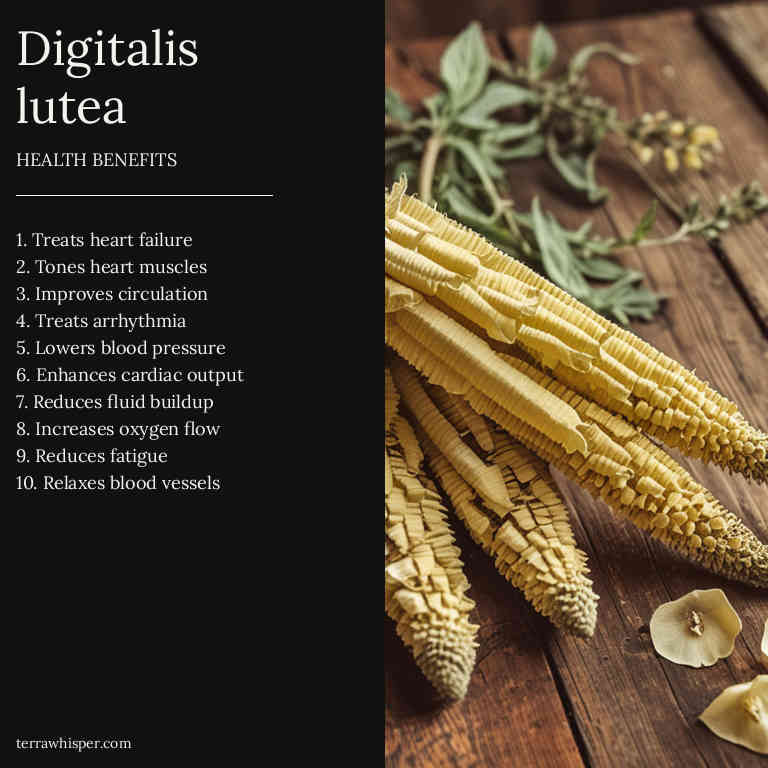 Digitalis
lutea
HEALTH BENEFITS
1. Treats heart failure
2. Tones heart muscles
3. Improves circulation
4. Treats arrhythmia
5. Lowers blood pressure
6. Enhances cardiac output
7. Reduces fluid buildup
8. Increases oxygen flow
9. Reduces fatigue
10. Relaxes blood vessels
terrawhisper.com